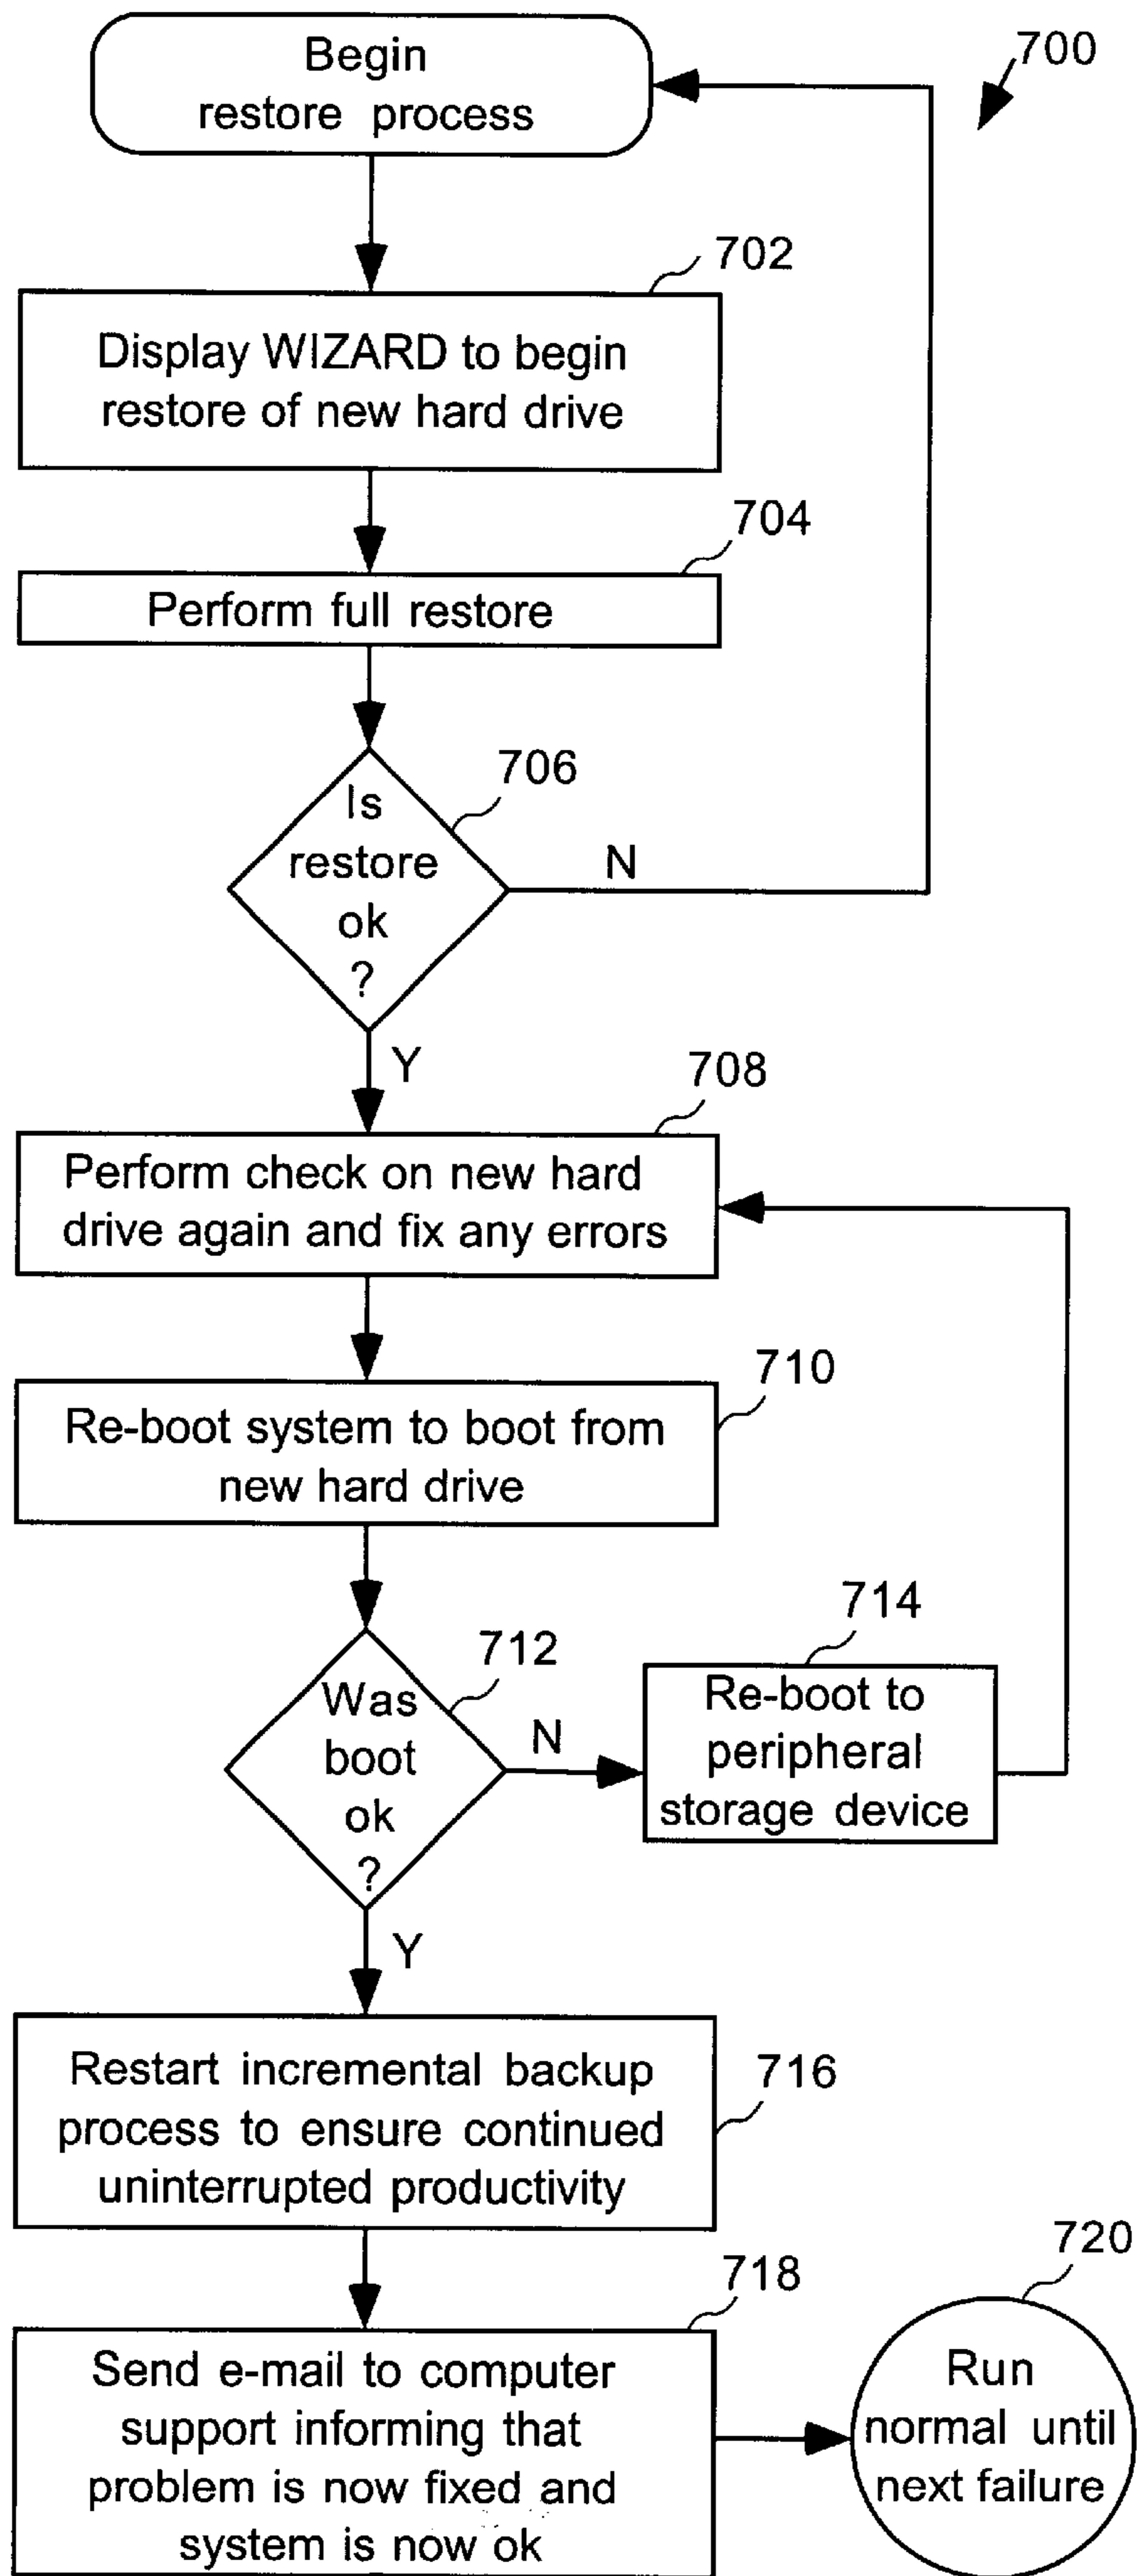 Begin
restore process
700
702
Display WIZARD to begin
restore of new hard drive
704
Perform full restore
706
Is
restore
ok
?
N
Y
708
Perform check on new hard
drive again and fix any errors
710
Re-boot system to boot from
new hard drive
712
Was
boot
ok
?
N
714
Re-boot to
peripheral
storage device
Y
716
Restart incremental backup
process to ensure continued
uninterrupted productivity
718
Send e-mail to computer
support informing that
problem is now fixed and
system is now ok
720
Run
normal until
next failure